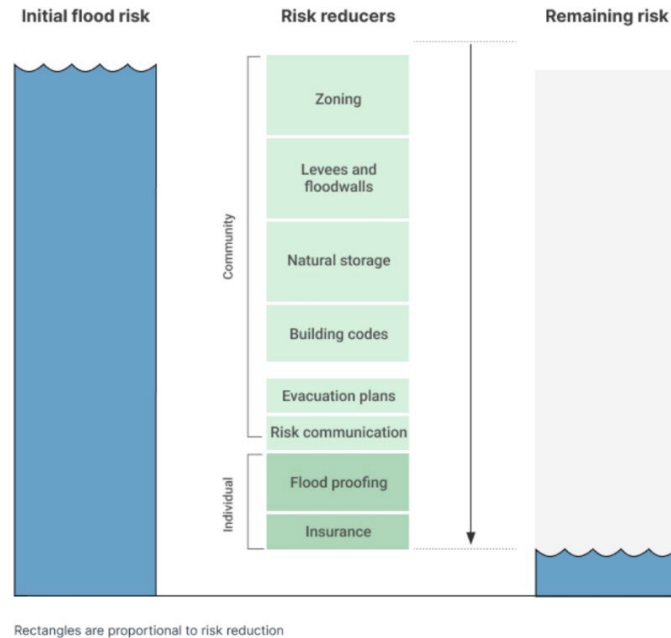 Initial flood risk
Risk reducers
Remaining risk
Zoning
Levees and
floodwalls
Natural storage
Building codes
Evacuation plans
Risk communication
Flood proofing
Insurance
Community
Individual
Rectangles are proportional to risk reduction